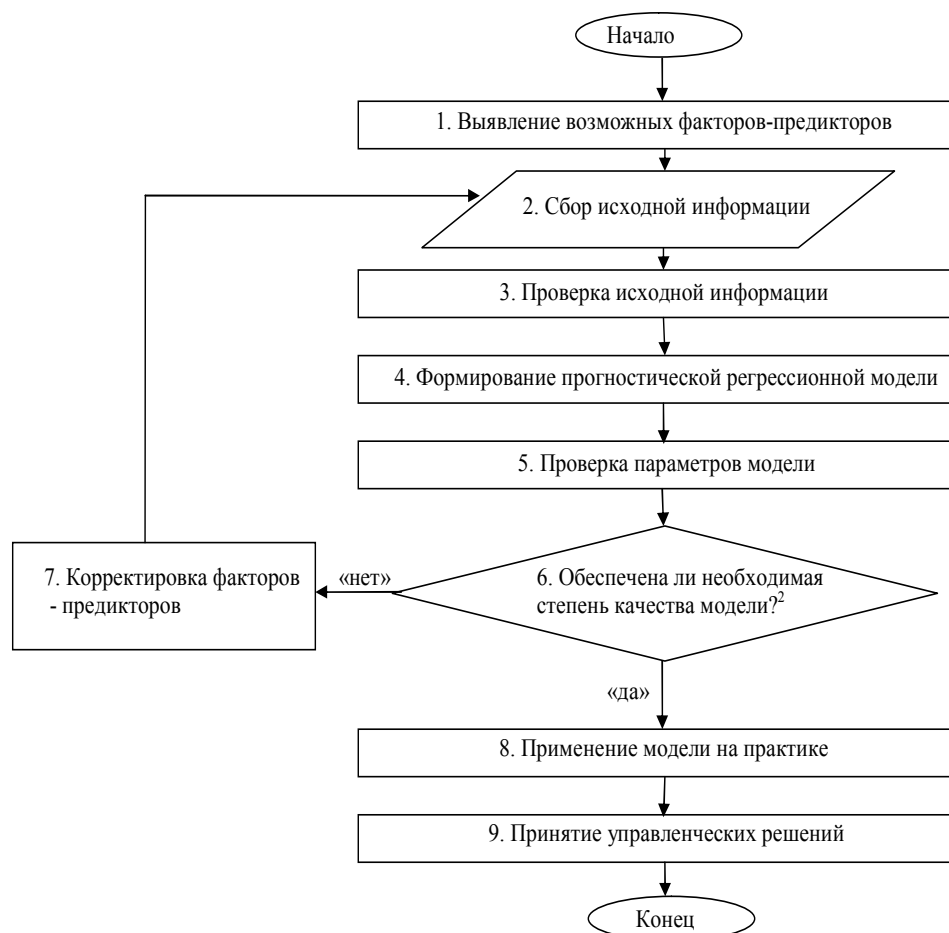 Начало
1. Выявление возможных факторов-предикторов
2. Сбор исходной информации
3. Проверка исходной информации
4. Формирование прогностической регрессионной модели
5. Проверка параметров модели
6. Обеспечена ли необходимая
степень качества модели?²
«нет»
7. Корректировка факторов
- предикторов
«да»
8. Применение модели на практике
9. Принятие управленческих решений
Конец